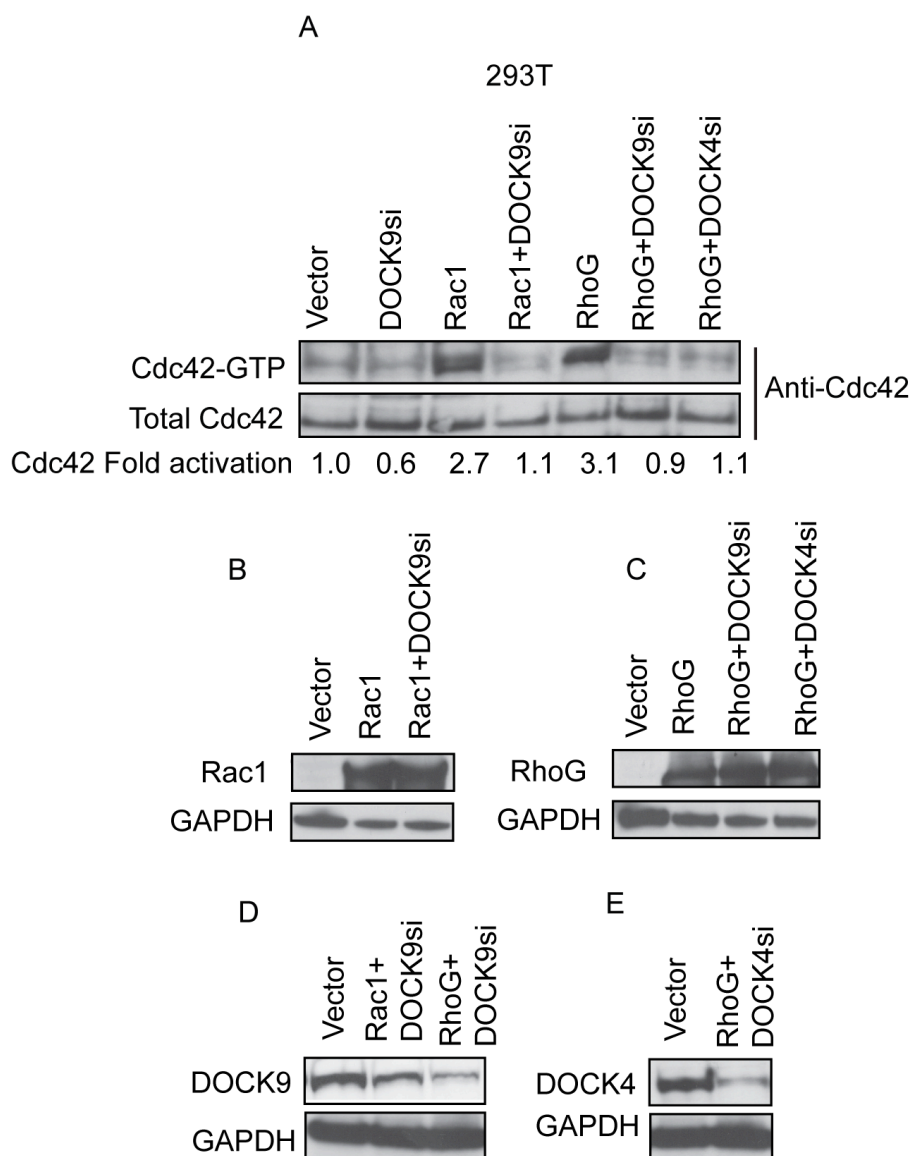 A
293T
Vector
DOCK9si
Rac1
Rac1+DOCK9si
RhoG
RhoG+DOCK9si
RhoG+DOCK4si
Cdc42-GTP
Total Cdc42
Anti-Cdc42
Cdc42 Fold activation 1.0 0.6 2.7 1.1 3.1 0.9 1.1
B
Vector
Rac1
Rac1+DOCK9si
Rac1
GAPDH
C
Vector
RhoG
RhoG+DOCK9si
RhoG+DOCK4si
RhoG
GAPDH
D
Vector
Rac1+
DOCK9si
RhoG+
DOCK9si
DOCK9
GAPDH
E
Vector
RhoG+
DOCK4si
DOCK4
GAPDH